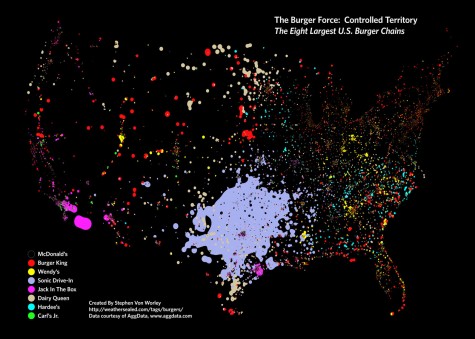 The Burger Force: Controlled Territory
The Eight Largest U.S. Burger Chains
McDonald's
Burger King
Wendy's
Sonic Drive-In
Jack In The Box
Dairy Queen
Hardee's
Carl's Jr.
Created By Stephen Von Worley
http://weathersealed.com/tags/burgers/
Data courtesy of AggData, www.aggdata.com